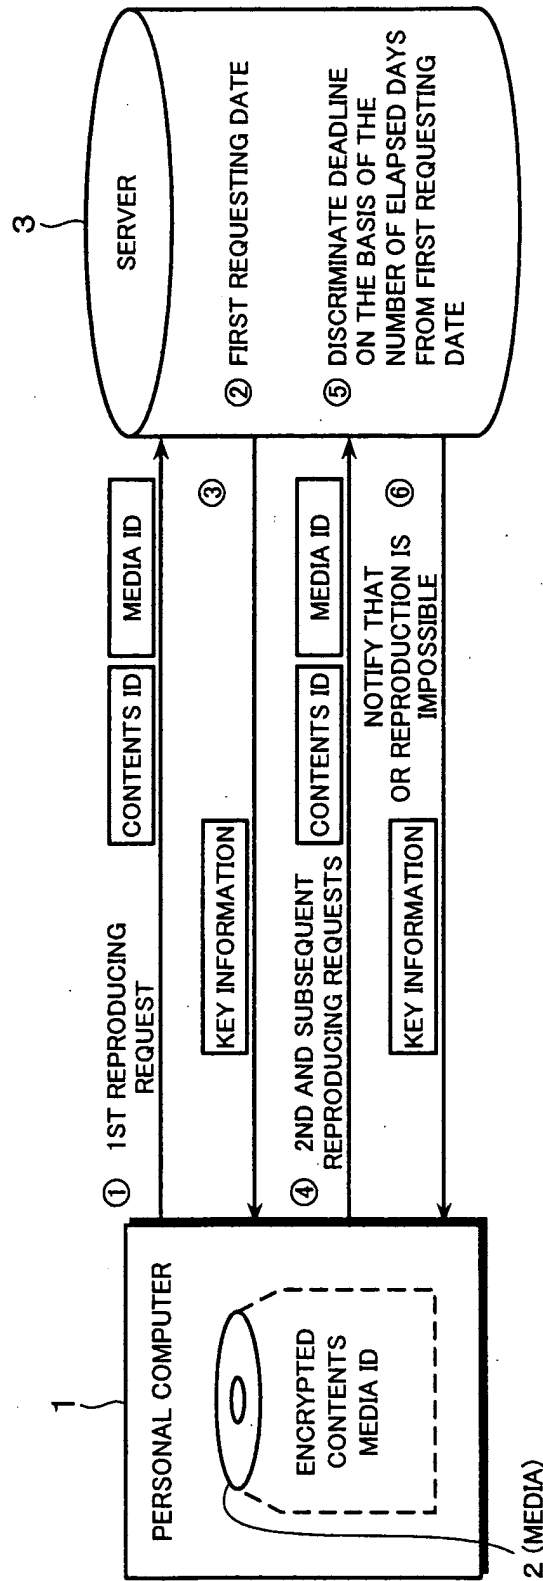 1
PERSONAL COMPUTER
ENCRYPTED
CONTENTS
MEDIA ID
2 (MEDIA)
① 1ST REPRODUCING
REQUEST
CONTENTS ID
MEDIA ID
KEY INFORMATION
③
④ 2ND AND SUBSEQUENT
REPRODUCING REQUESTS
CONTENTS ID
MEDIA ID
KEY INFORMATION
NOTIFY THAT
OR REPRODUCTION IS
IMPOSSIBLE
⑥
3
SERVER
② FIRST REQUESTING DATE
⑤ DISCRIMINATE DEADLINE
ON THE BASIS OF THE
NUMBER OF ELAPSED DAYS
FROM FIRST REQUESTING
DATE